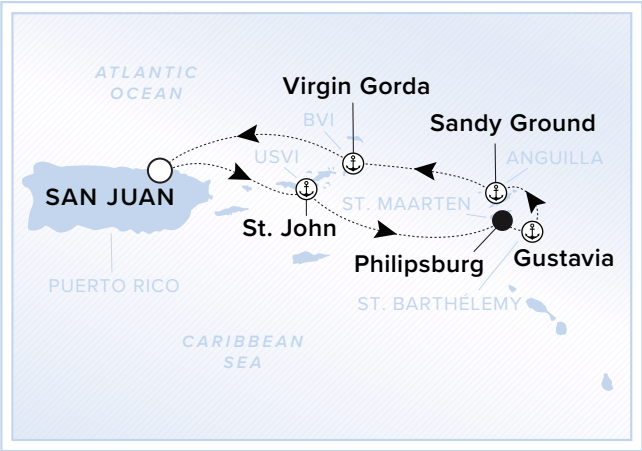 ATLANTIC
OCEAN
Virgin Gorda
BVI
Sandy Ground
USVI
ANGUILLA
SAN JUAN
ST. MAARTEN
St. John
Philipsburg
Gustavia
PUERTO RICO
ST. BARTHÉLEMY
CARIBBEAN
SEA